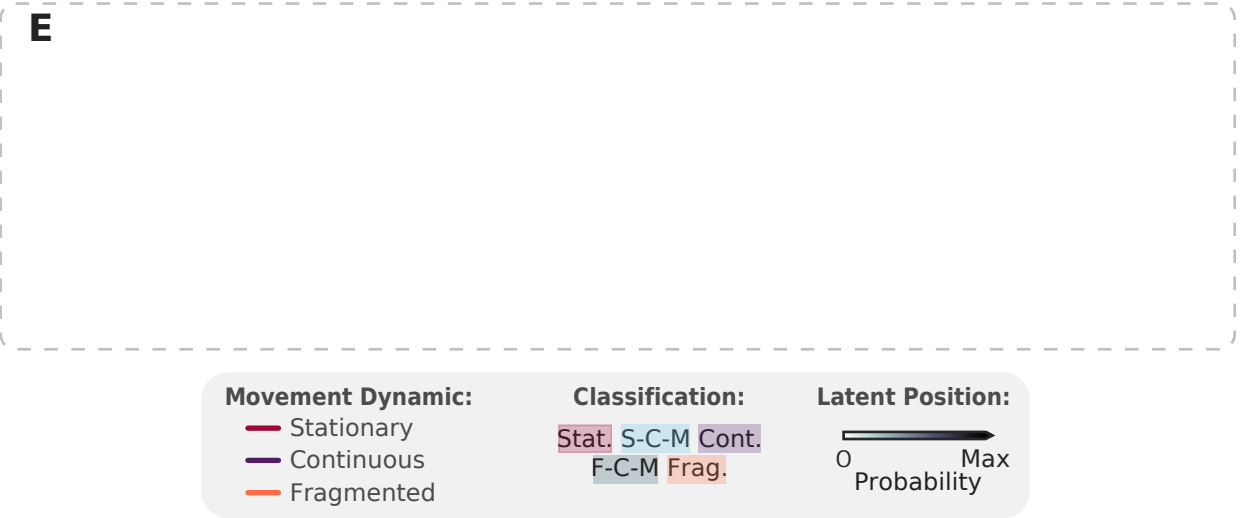 E
Movement Dynamic:
Stationary
Continuous
Fragmented
Classification:
Stat. S-C-M Cont.
F-C-M Frag.
Latent Position:
0 Max
Probability